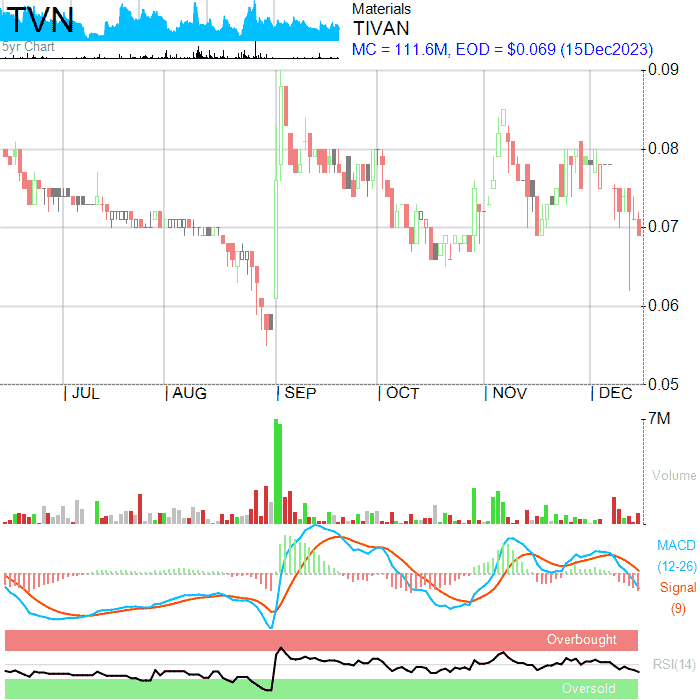 TVN
5yr Chart
Materials
TIVAN
MC = 111.6M, EOD = $0.069 (15Dec2023)
0.09
0.08
0.07
0.06
0.05
JUL
AUG
SEP
OCT
NOV
DEC
7M
Volume
MACD
(12-26)
Signal
(9)
Overbought
RSI(14)
Oversold